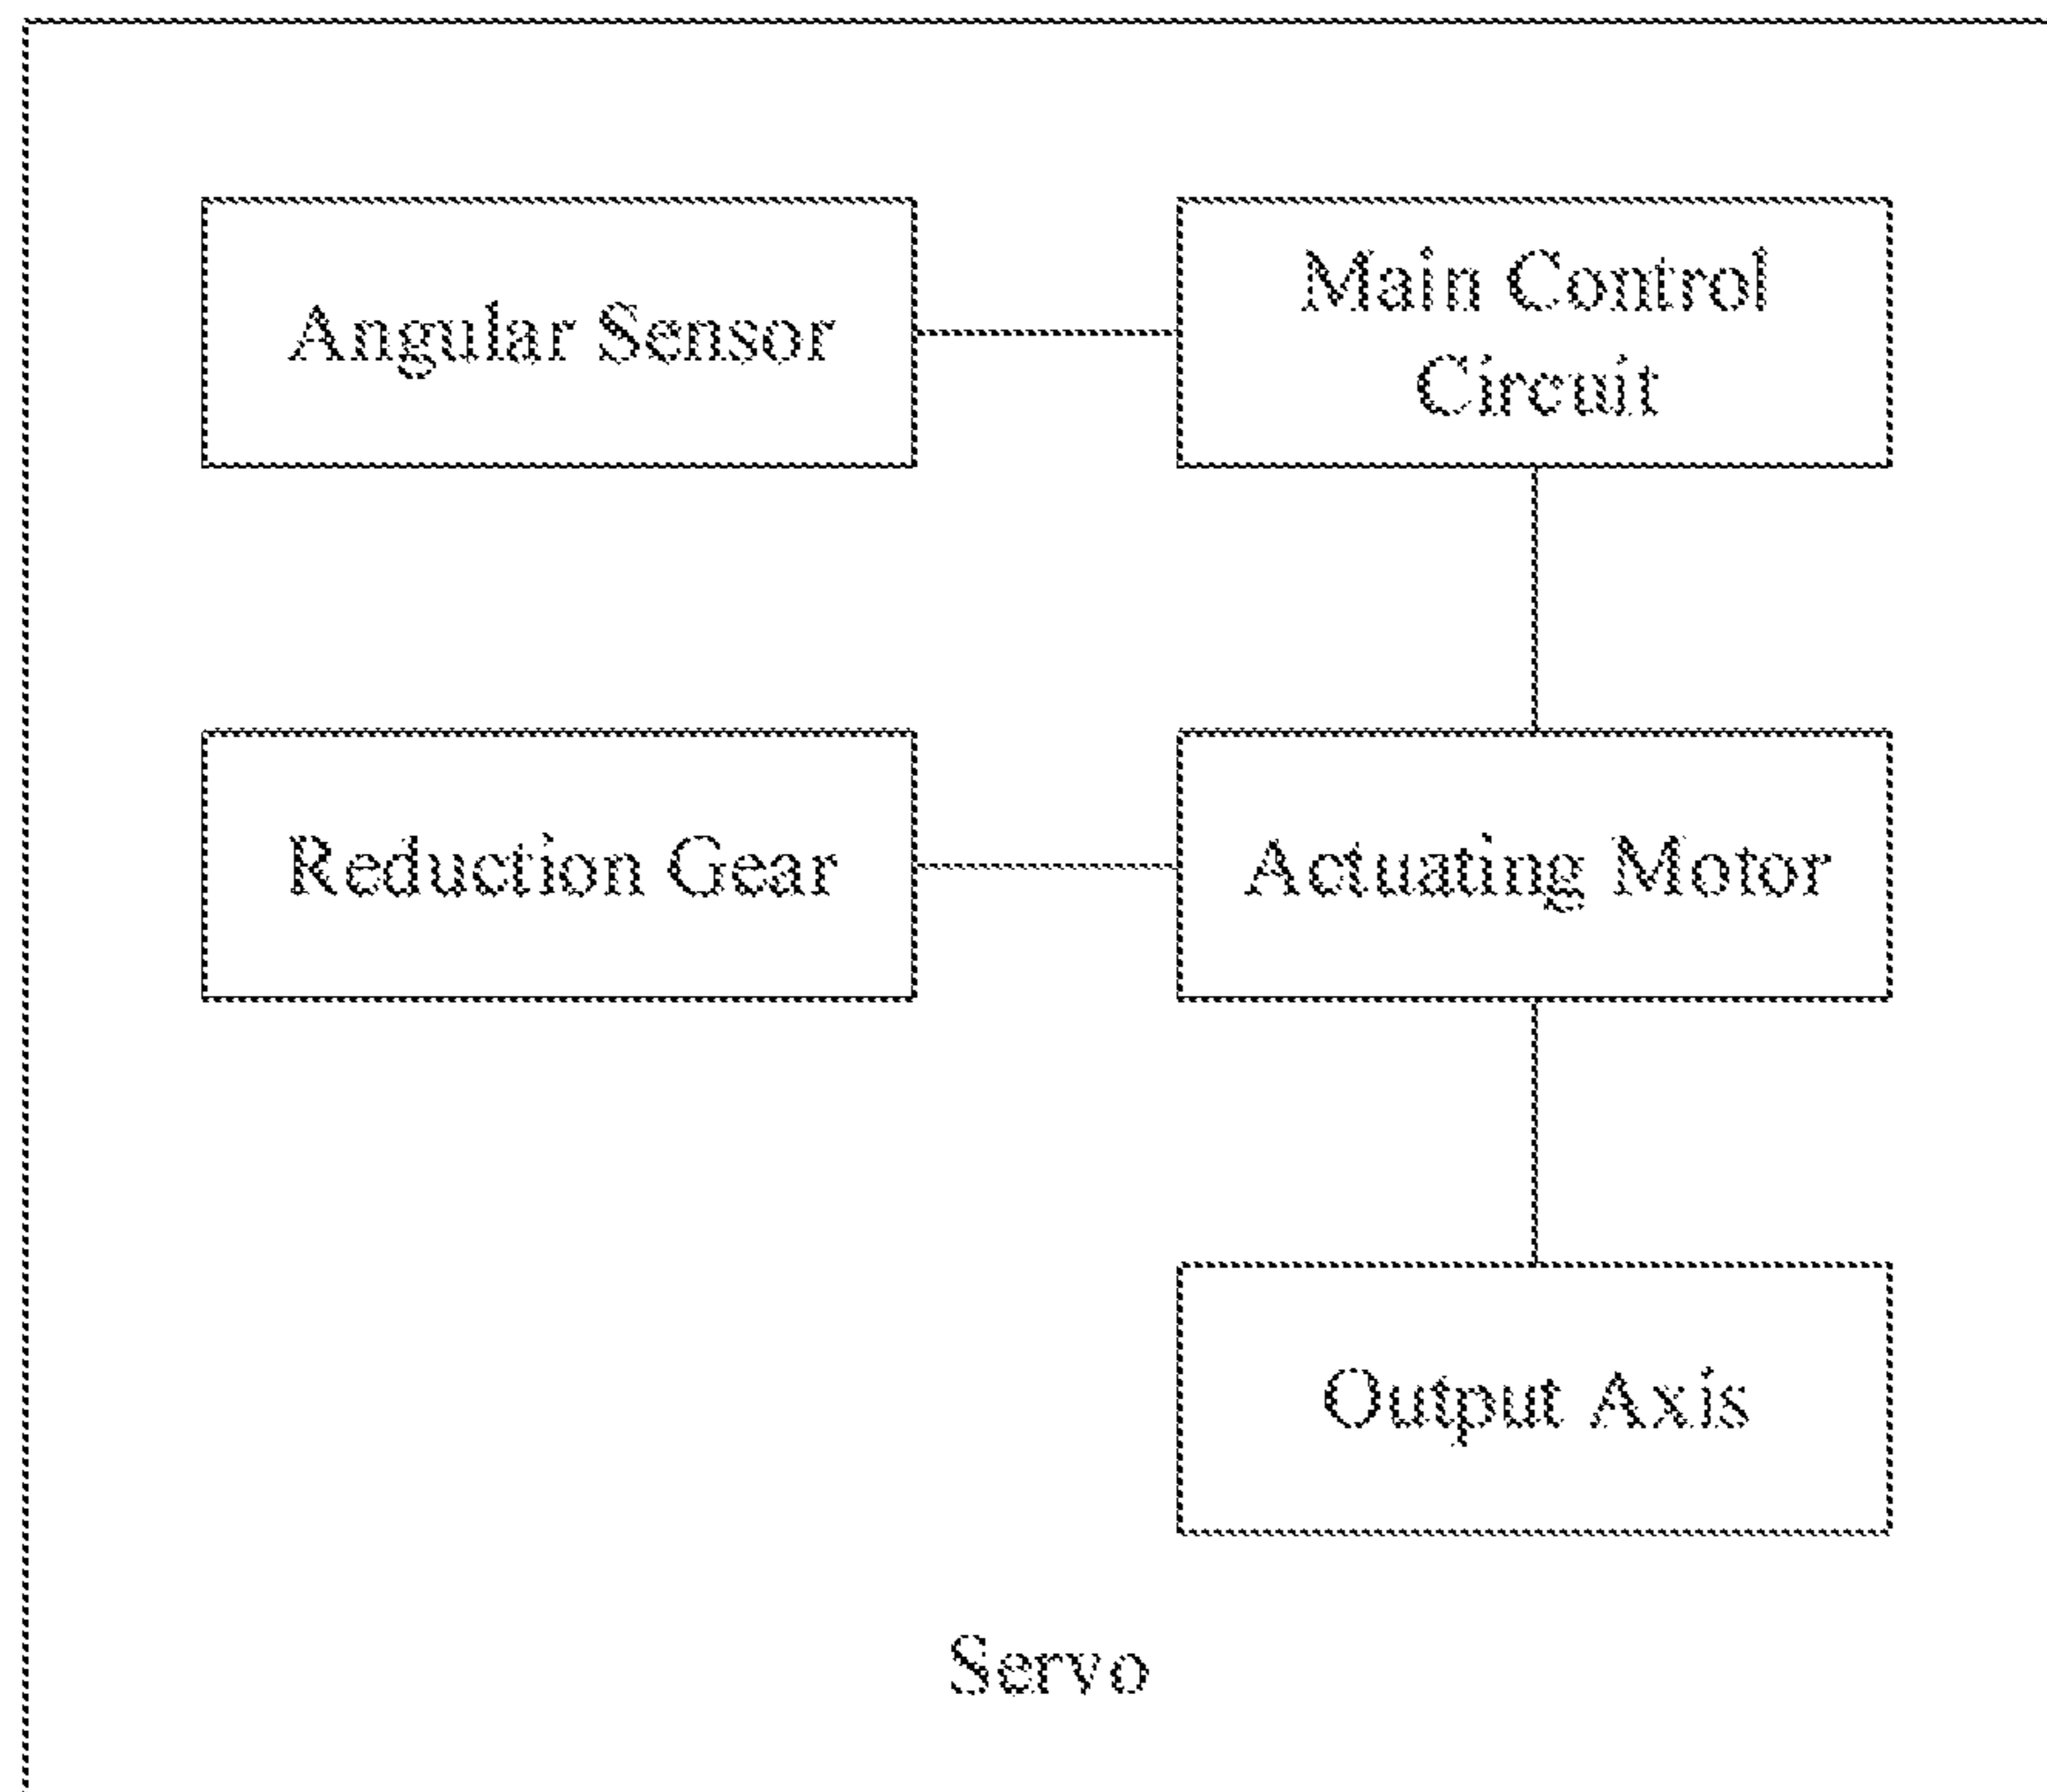 Angular Sensor
Main Control
Circuit
Reduction Gear
Actuating Motor
Output Axis
Servo